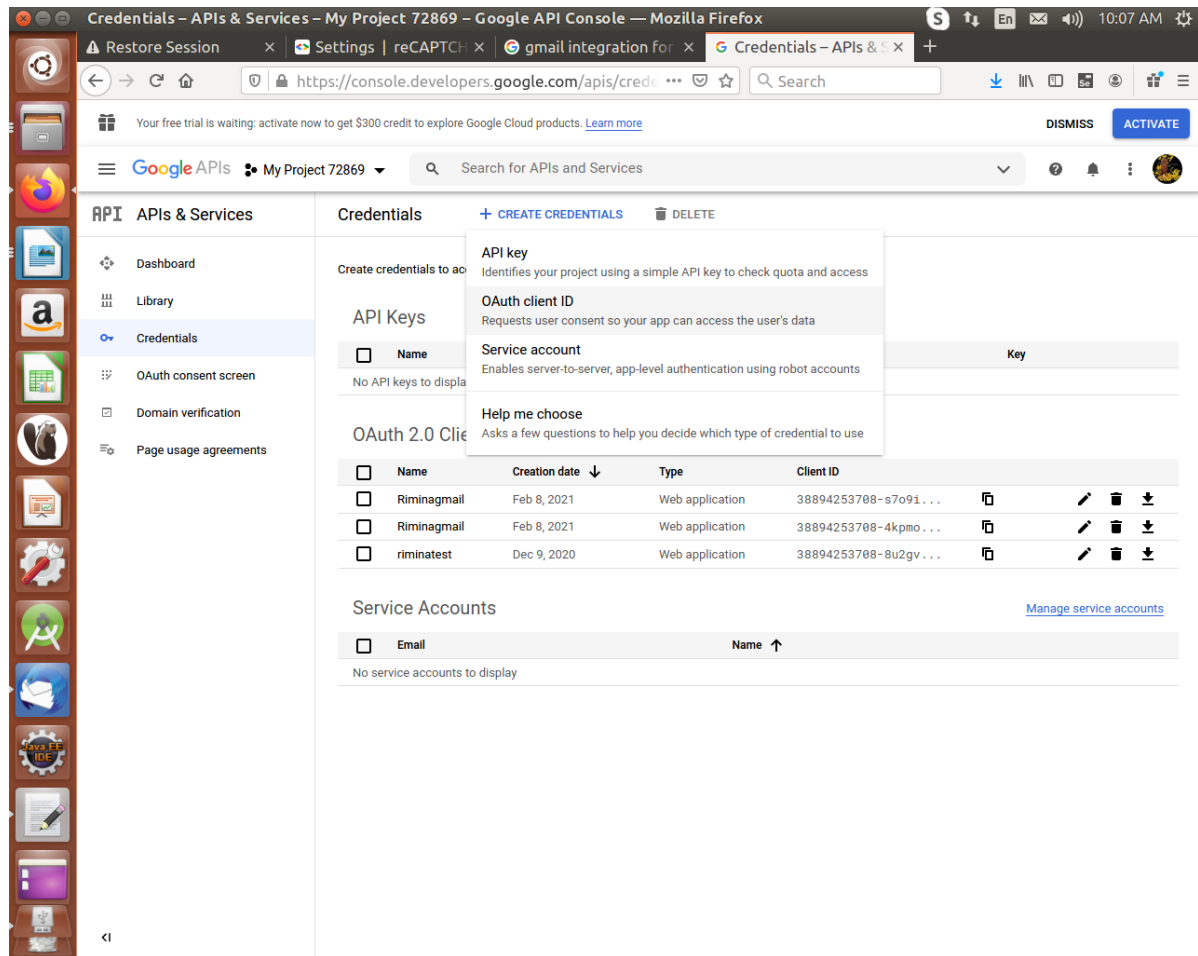 Credentials – APIs & Services – My Project 72869 – Google API Console — Mozilla Firefox
S En 10:07 AM
Restore Session × Settings | reCAPTCH × G gmail integration for × G Credentials – APIs & S × +
https://console.developers.google.com/apis/crede ••• Search
Your free trial is waiting: activate now to get $300 credit to explore Google Cloud products. Learn more DISMISS ACTIVATE
Google APIs My Project 72869 Search for APIs and Services
API APIs & Services
Dashboard
Library
Credentials
OAuth consent screen
Domain verification
Page usage agreements
Credentials + CREATE CREDENTIALS DELETE
Create credentials to ac
API key
Identifies your project using a simple API key to check quota and access
OAuth client ID
Requests user consent so your app can access the user's data
Service account
Enables server-to-server, app-level authentication using robot accounts
Help me choose
Asks a few questions to help you decide which type of credential to use
API Keys
Name Key
No API keys to displa
OAuth 2.0 Clie
Name Creation date Type Client ID
Riminagmail Feb 8, 2021 Web application 38894253708-s7o9i...
Riminagmail Feb 8, 2021 Web application 38894253708-4kpmo...
riminatest Dec 9, 2020 Web application 38894253708-8u2gv...
Service Accounts Manage service accounts
Email Name
No service accounts to display
a
Java EE
IDE